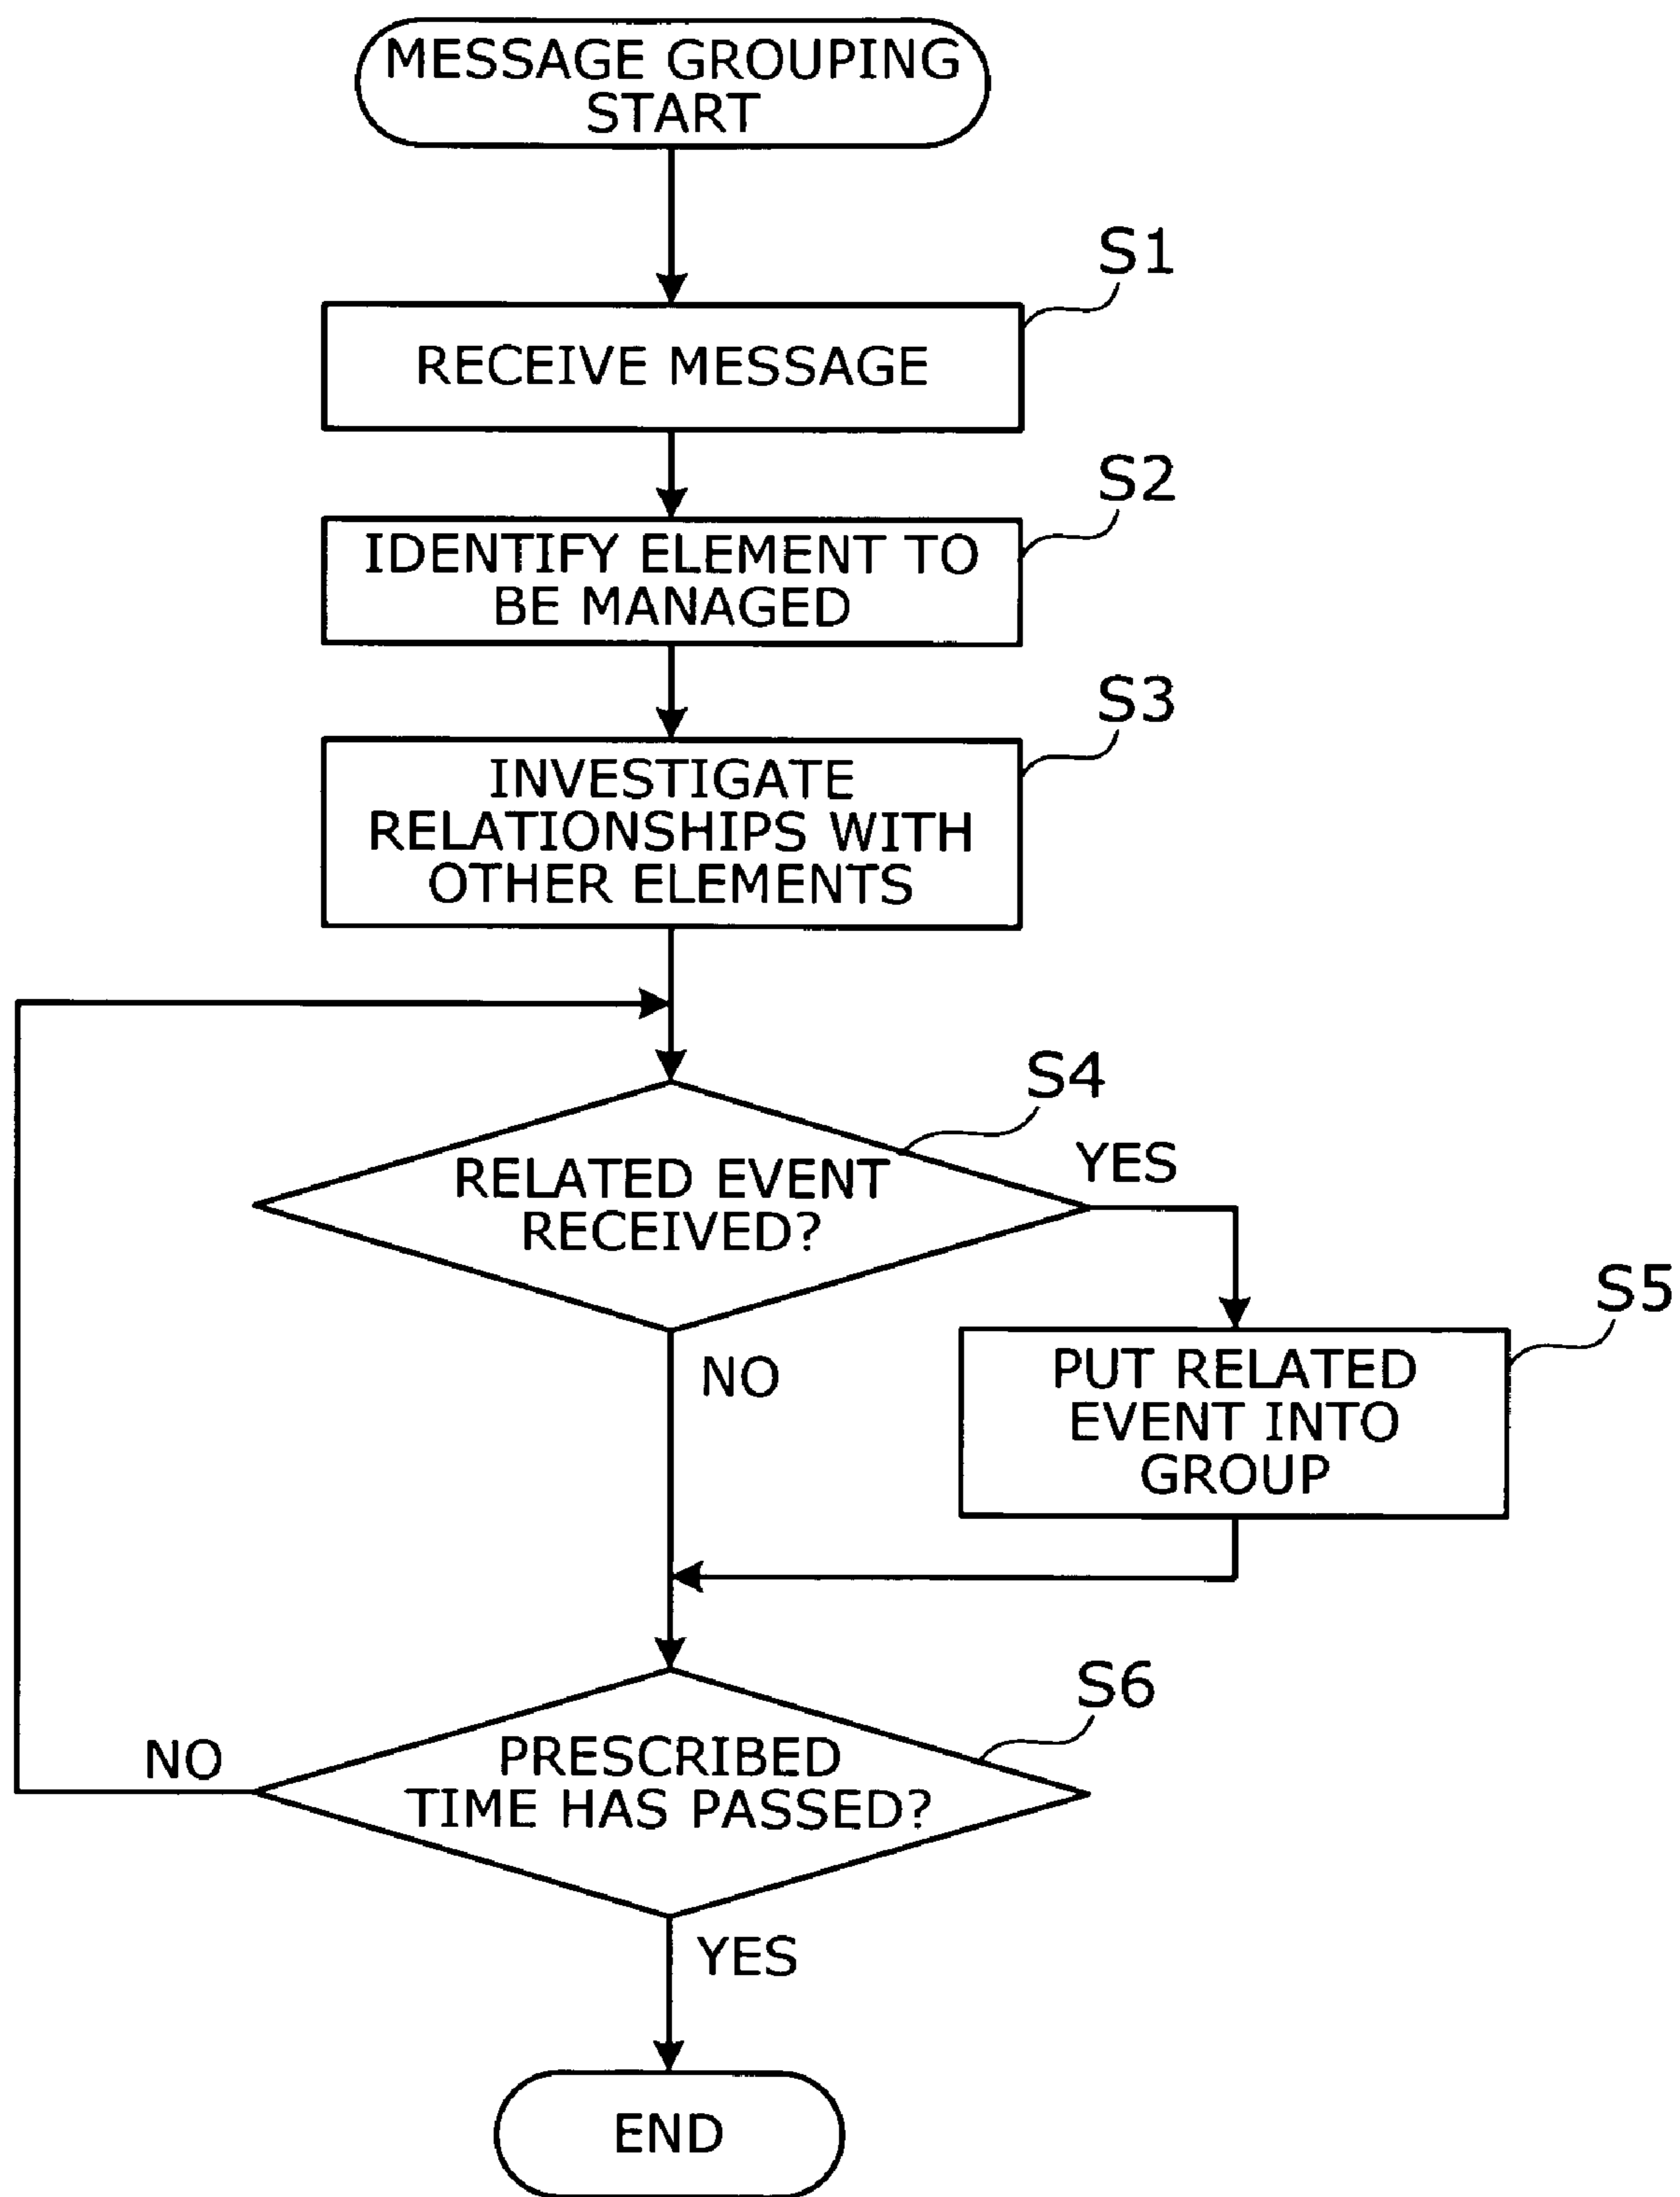 MESSAGE GROUPING
START
S1
RECEIVE MESSAGE
S2
IDENTIFY ELEMENT TO
BE MANAGED
S3
INVESTIGATE
RELATIONSHIPS WITH
OTHER ELEMENTS
S4
RELATED EVENT
RECEIVED?
YES
NO
S5
PUT RELATED
EVENT INTO
GROUP
S6
PRESCRIBED
TIME HAS PASSED?
NO
YES
END